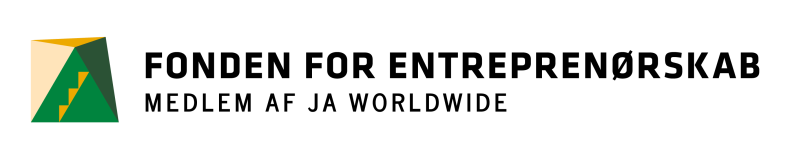 FONDEN FOR ENTREPRENØRSKAB
MEDLEM AF JA WORLDWIDE